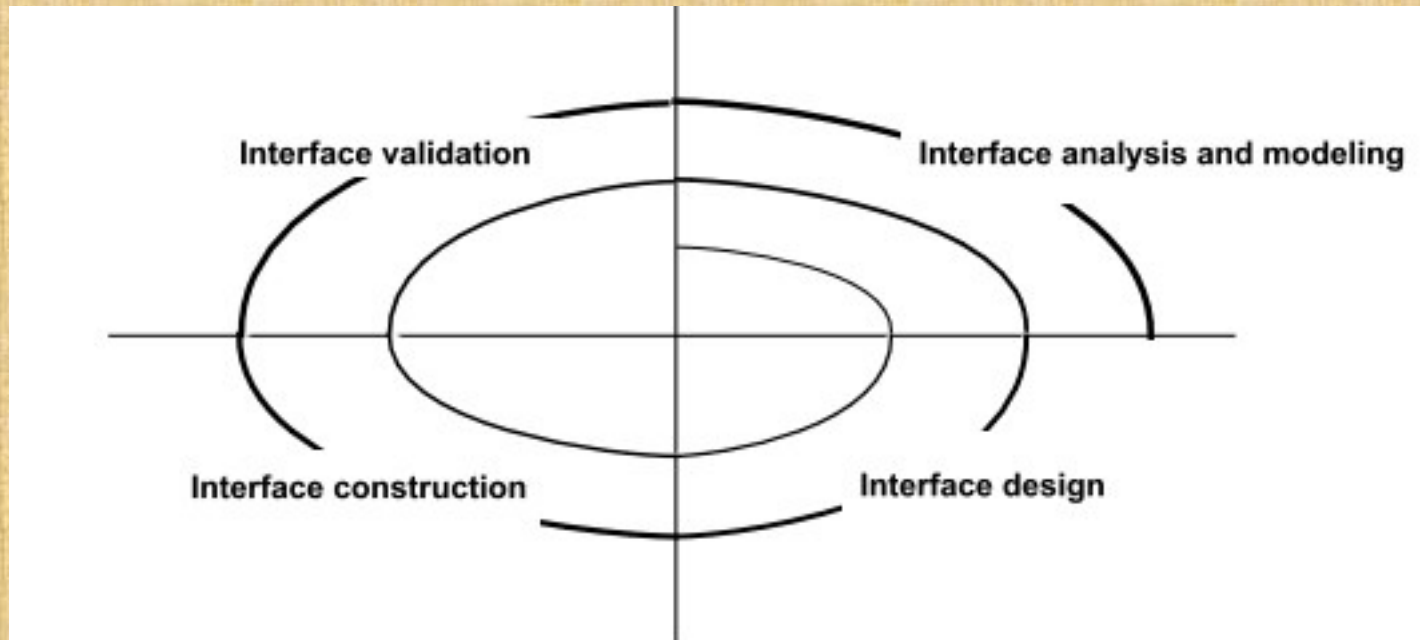 Interface validation
Interface analysis and modeling
Interface construction
Interface design